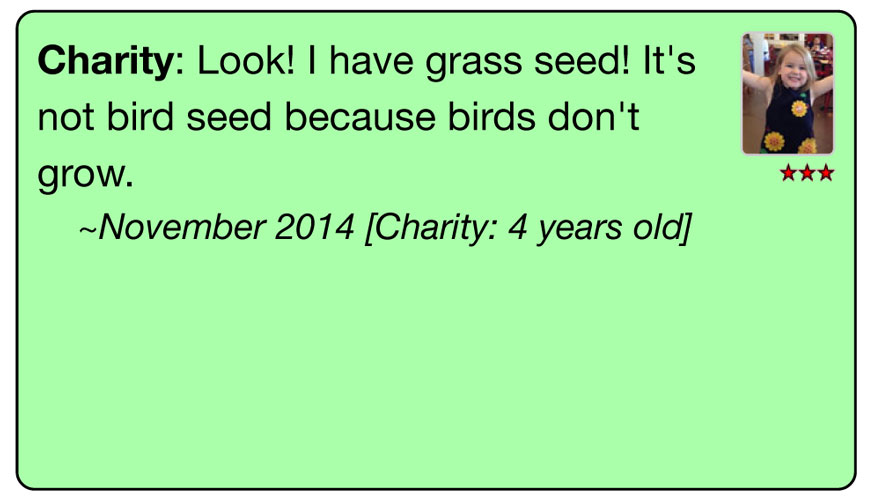 Charity: Look! I have grass seed! It's
not bird seed because birds don't
grow.
~November 2014 [Charity: 4 years old]